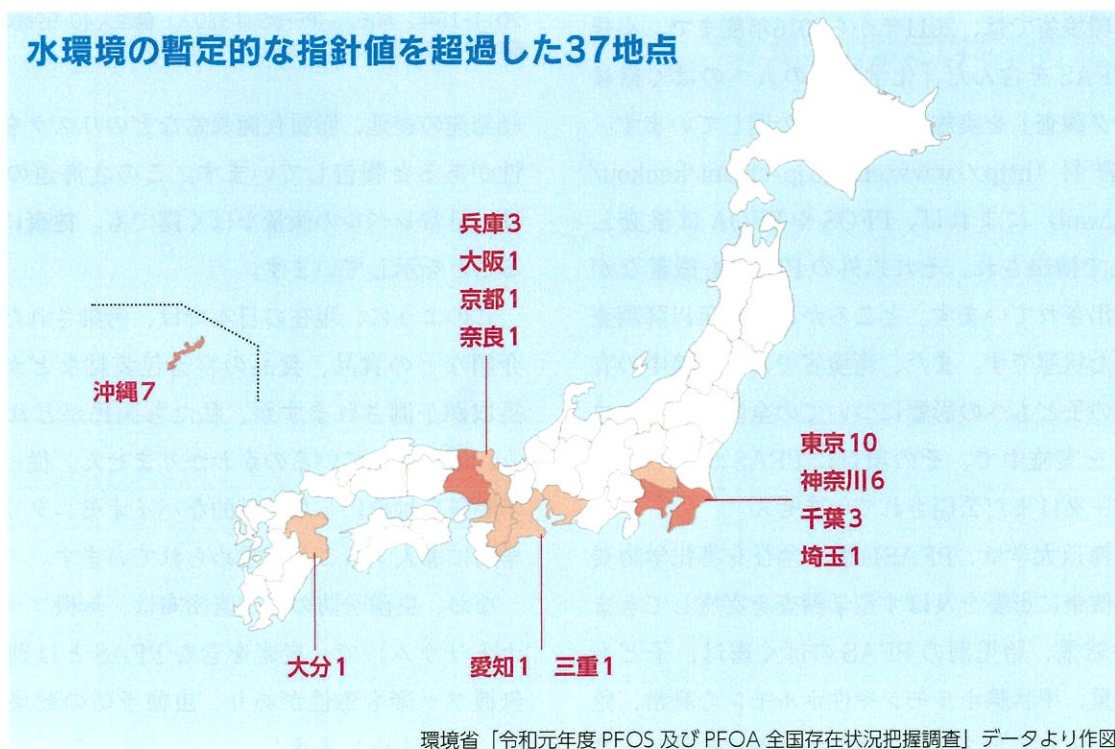 水環境の暫定的な指針値を超過した37地点
兵庫3
大阪1
京都1
奈良1
沖縄7
東京10
神奈川6
千葉3
埼玉1
大分1
愛知1
三重1
環境省「令和元年度 PFOS 及び PFOA 全国存在状況把握調査」データより作図